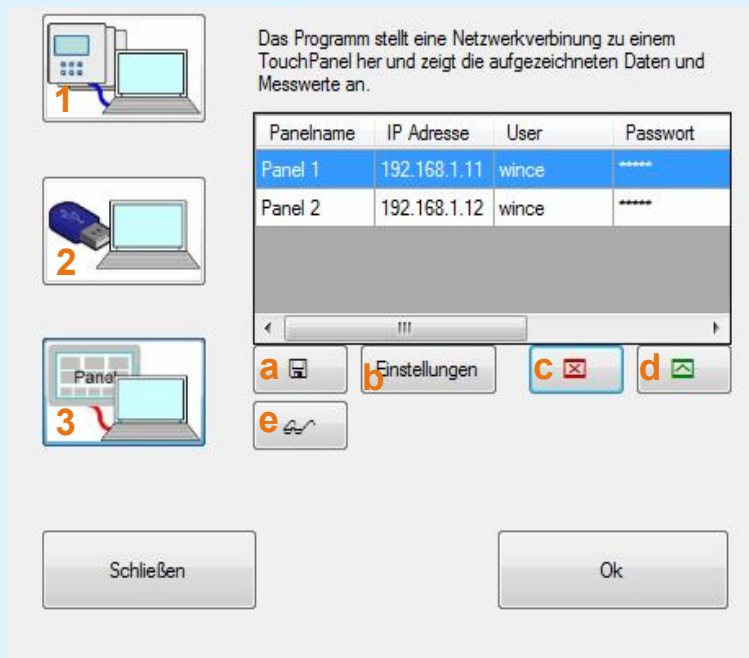 Das Programm stellt eine Netzwerkverbinung zu einem
TouchPanel her und zeigt die aufgezeichneten Daten und
Messwerte an.
1
Panelname IP Adresse User Passwort
Panel 1 192.168.1.11 wince *****
Panel 2 192.168.1.12 wince *****
2
Panel
3
a
b Einstellungen
c
d
e
Schließen
Ok